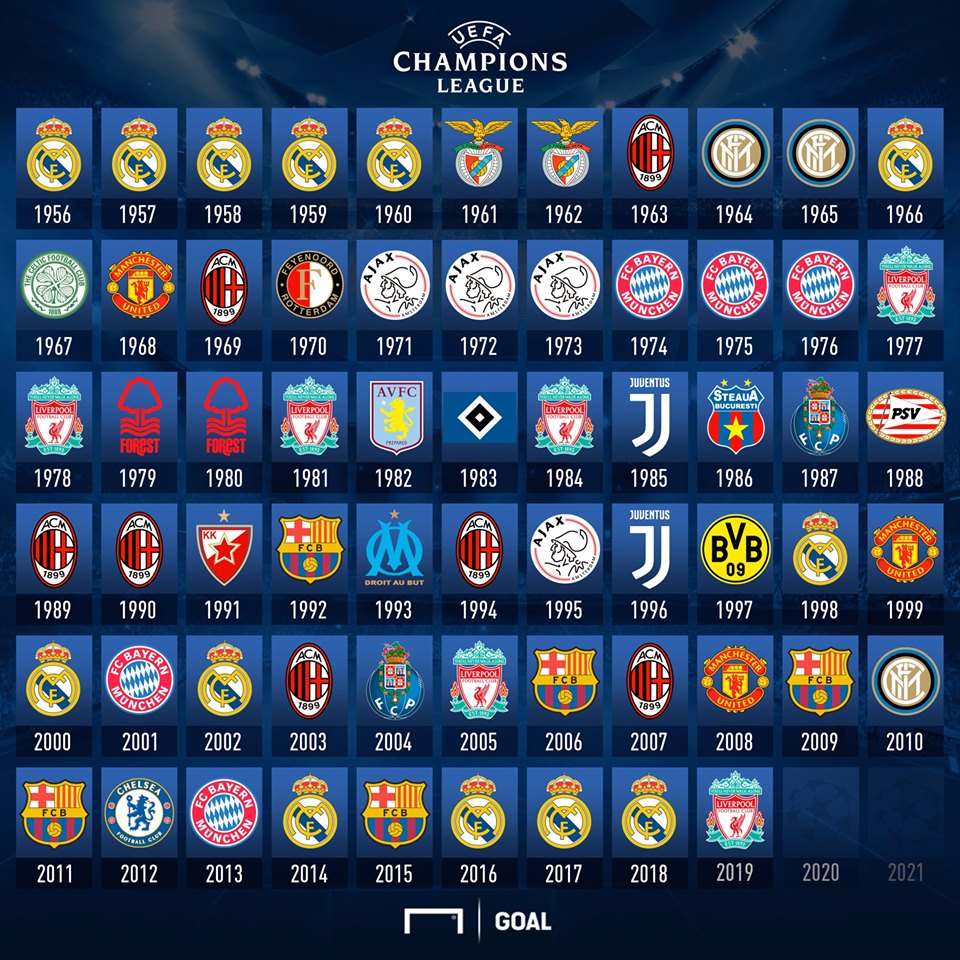 UEFA
CHAMPIONS
LEAGUE
ACM
1899
1956 1957 1958 1959 1960 1961 1962 1963 1964 1965 1966
THE CELTIC FOOTBALL CLUB
1888
MANCHESTER
UNITED
ACM
1899
FEYENOORD
F
ROTTERDAM
AJAX
AMSTERDAM
AJAX
AMSTERDAM
AJAX
AMSTERDAM
FC BAYERN
MÜNCHEN
FC BAYERN
MÜNCHEN
FC BAYERN
MÜNCHEN
YOU'LL NEVER WALK ALONE
LIVERPOOL
FOOTBALL CLUB
EST·1892
1967 1968 1969 1970 1971 1972 1973 1974 1975 1976 1977
YOU'LL NEVER WALK ALONE
LIVERPOOL
FOOTBALL CLUB
EST·1892
FOREST
FOREST
YOU'LL NEVER WALK ALONE
LIVERPOOL
FOOTBALL CLUB
EST·1892
AVFC
PREPARED
YOU'LL NEVER WALK ALONE
LIVERPOOL
FOOTBALL CLUB
EST·1892
JUVENTUS
STEAUA
BUCURESTI
F C P
PSV
1978 1979 1980 1981 1982 1983 1984 1985 1986 1987 1988
ACM
1899
ACM
1899
KK
FCB
DROIT AU BUT
ACM
1899
AJAX
AMSTERDAM
JUVENTUS
BVB
09
MANCHESTER
UNITED
1989 1990 1991 1992 1993 1994 1995 1996 1997 1998 1999
FC BAYERN
MÜNCHEN
ACM
1899
F C P
YOU'LL NEVER WALK ALONE
LIVERPOOL
FOOTBALL CLUB
EST·1892
FCB
ACM
1899
MANCHESTER
UNITED
FCB
2000 2001 2002 2003 2004 2005 2006 2007 2008 2009 2010
FCB
CHELSEA
FOOTBALL CLUB
FC BAYERN
MÜNCHEN
FCB
YOU'LL NEVER WALK ALONE
LIVERPOOL
FOOTBALL CLUB
EST·1892
2011 2012 2013 2014 2015 2016 2017 2018 2019 2020 2021
GOAL